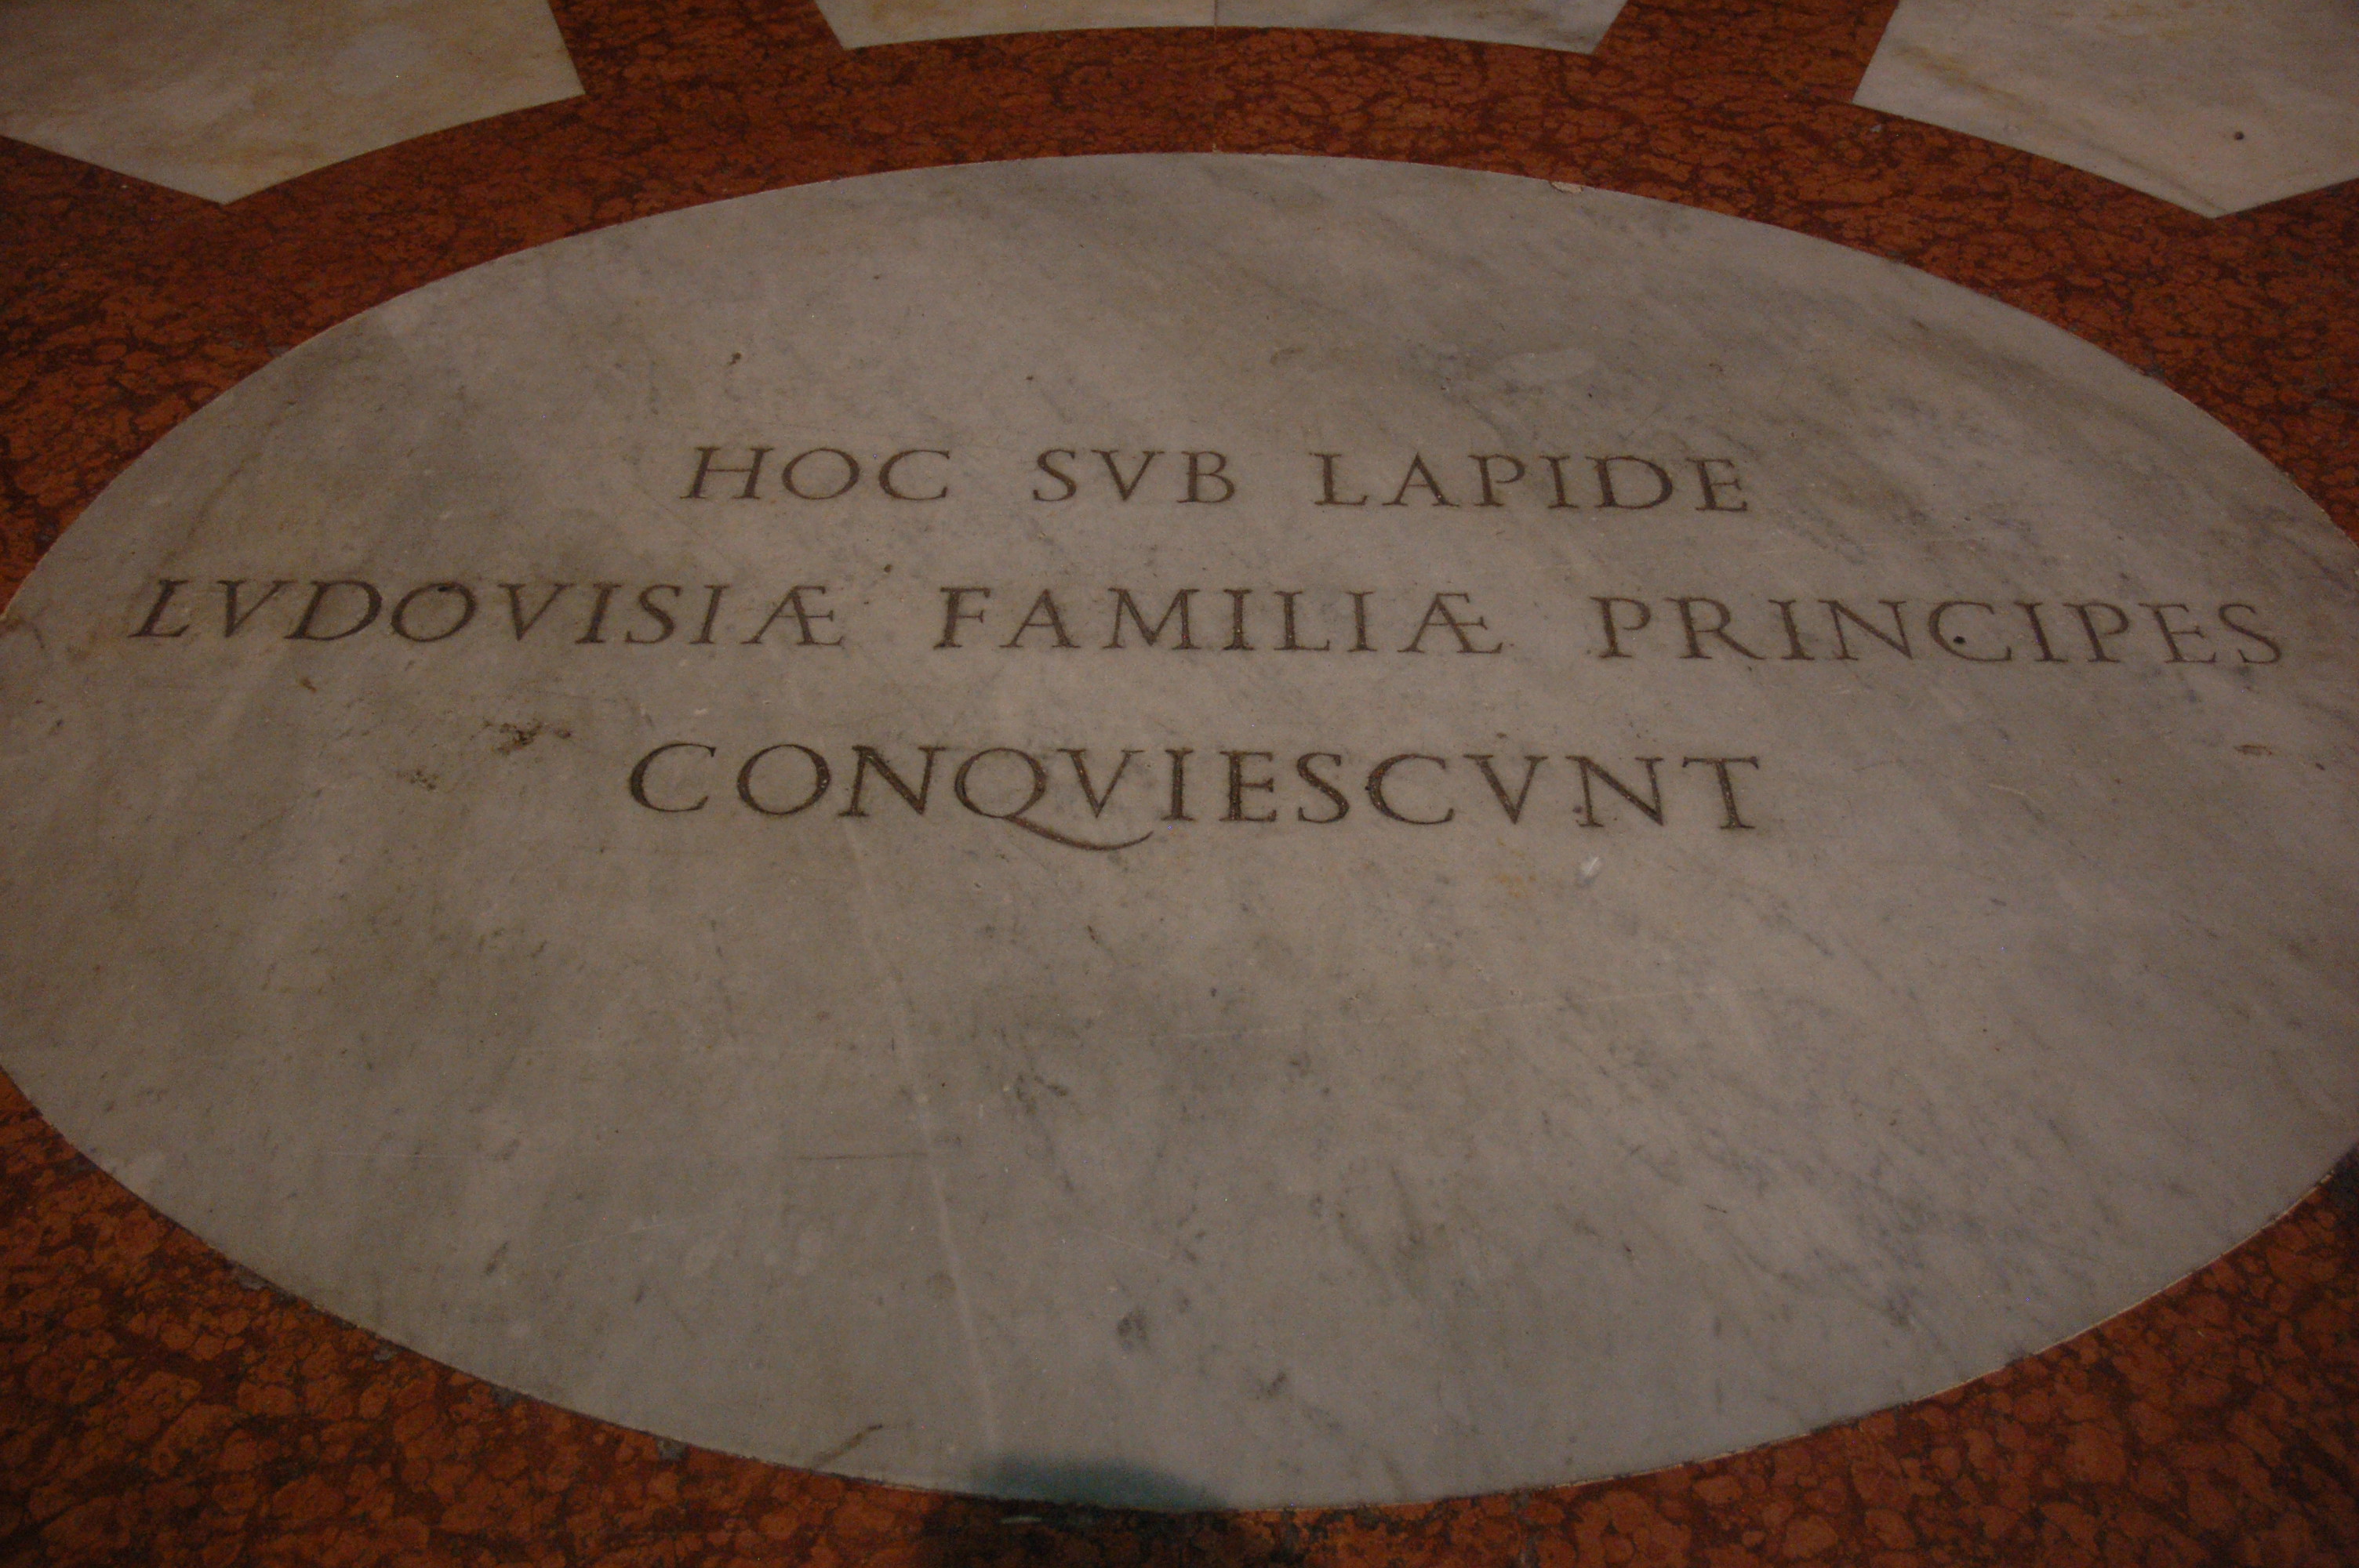 HOC SVB LAPIDE
LVDOVISIÆ FAMILIÆ PRINCIPES
CONQVIESCVNT